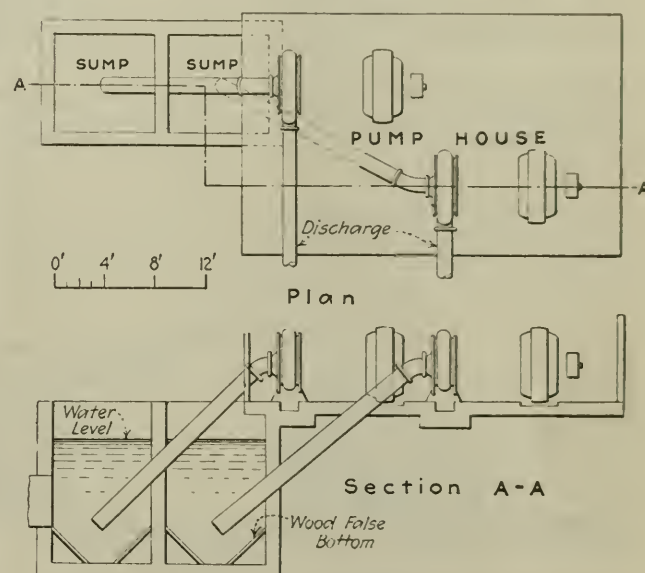 SUMP
SUMP
A
PUMP HOUSE
A
Discharge
0' 4' 8' 12'
Plan
Water
Level
Section A-A
Wood False
Bottom